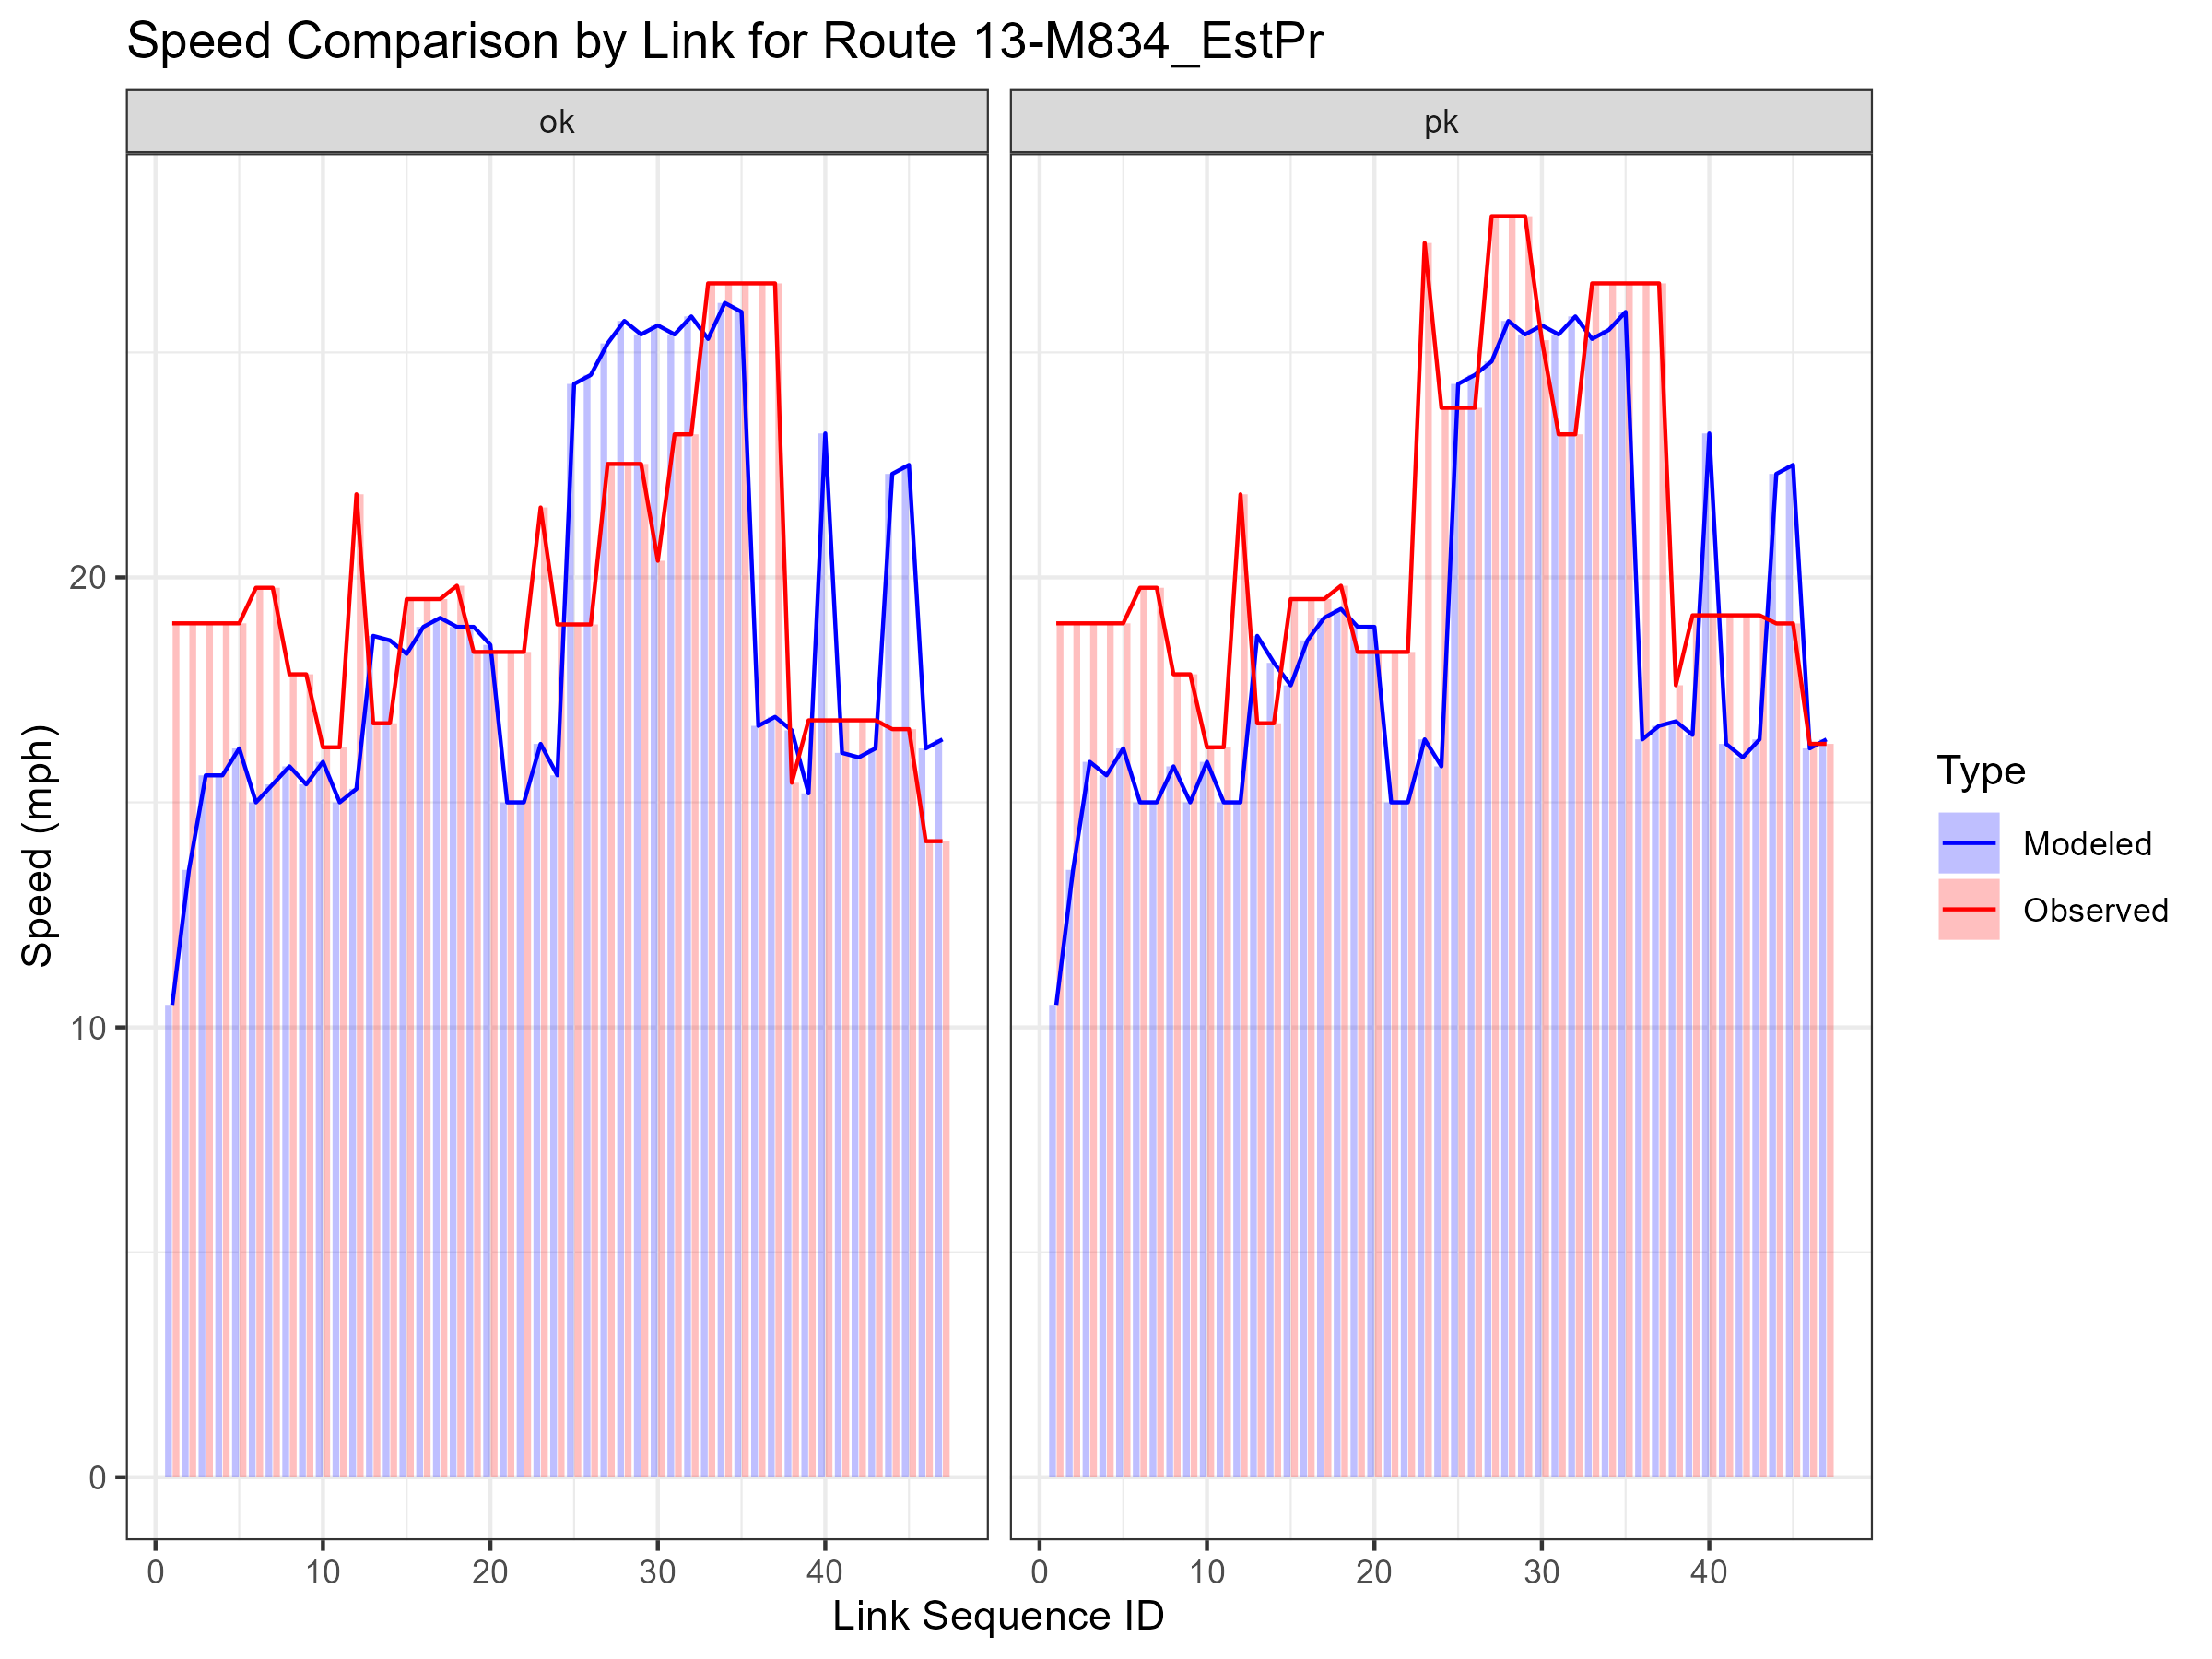 Speed Comparison by Link for Route 13-M834_EstPr
ok
pk
Speed (mph)
20
10
0
0 10 20 30 40
0 10 20 30 40
Link Sequence ID
Type
Modeled
Observed